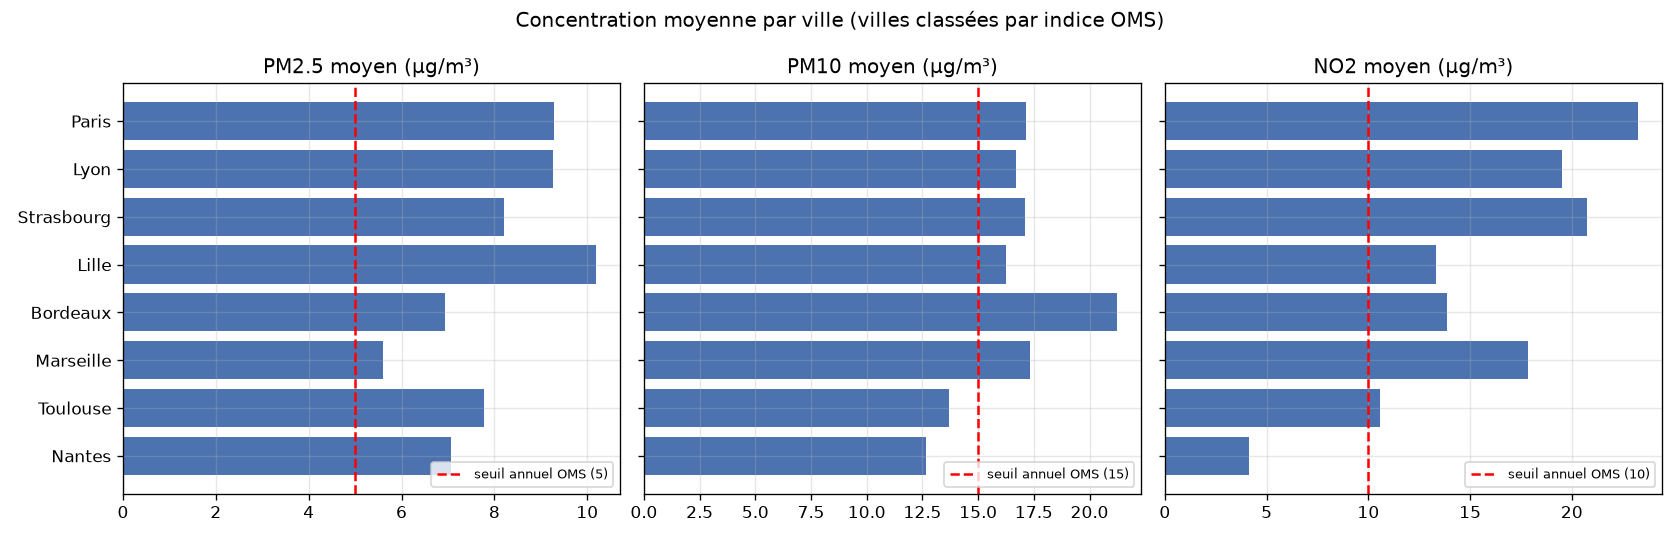 Concentration moyenne par ville (villes classées par indice OMS)
PM2.5 moyen (µg/m³)
Paris
Lyon
Strasbourg
Lille
Bordeaux
Marseille
Toulouse
Nantes
seuil annuel OMS (5)
0 2 4 6 8 10
PM10 moyen (µg/m³)
seuil annuel OMS (15)
0.0 2.5 5.0 7.5 10.0 12.5 15.0 17.5 20.0
NO2 moyen (µg/m³)
seuil annuel OMS (10)
0 5 10 15 20